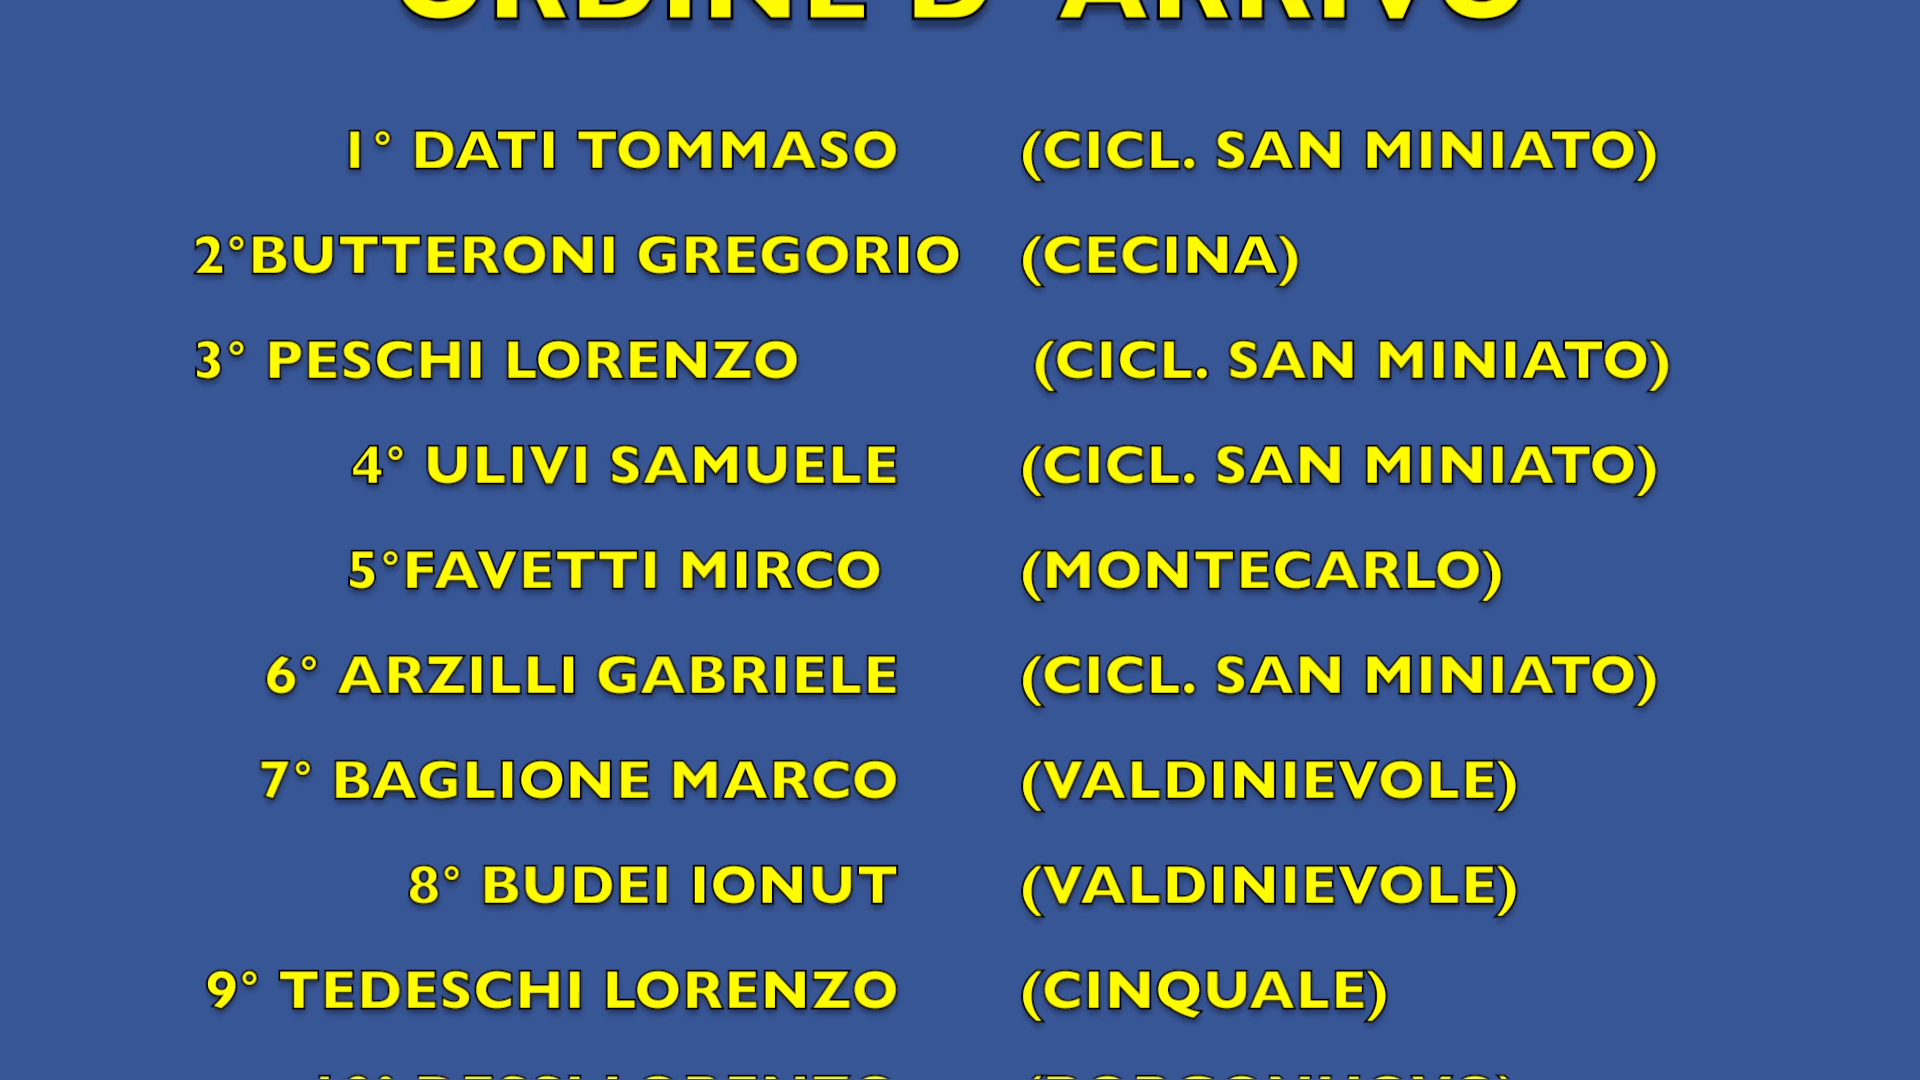 ORDINE D' ARRIVO
1° DATI TOMMASO (CICL. SAN MINIATO)
2°BUTTERONI GREGORIO (CECINA)
3° PESCHI LORENZO (CICL. SAN MINIATO)
4° ULIVI SAMUELE (CICL. SAN MINIATO)
5°FAVETTI MIRCO (MONTECARLO)
6° ARZILLI GABRIELE (CICL. SAN MINIATO)
7° BAGLIONE MARCO (VALDINIEVOLE)
8° BUDEI IONUT (VALDINIEVOLE)
9° TEDESCHI LORENZO (CINQUALE)